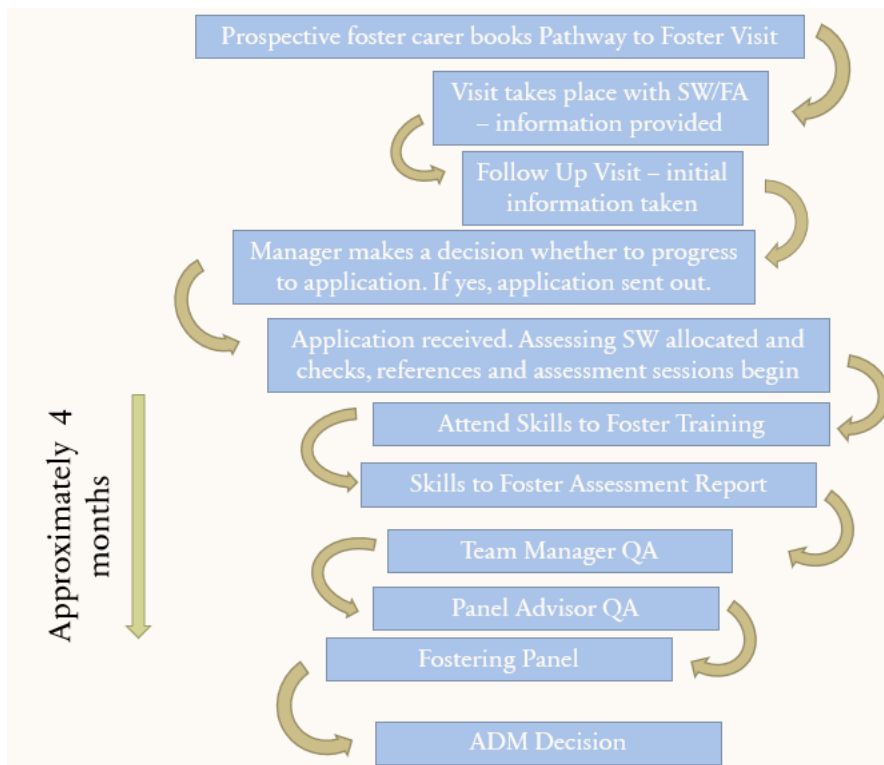 Prospective foster carer books Pathway to Foster Visit
Visit takes place with SW/FA
– information provided
Follow Up Visit – initial
information taken
Manager makes a decision whether to progress
to application. If yes, application sent out.
Application received. Assessing SW allocated and
checks, references and assessment sessions begin
Approximately 4
months
Attend Skills to Foster Training
Skills to Foster Assessment Report
Team Manager QA
Panel Advisor QA
Fostering Panel
ADM Decision